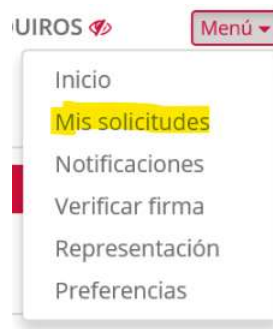 UIROS Menú
Inicio
Mis solicitudes
Notificaciones
Verificar firma
Representación
Preferencias